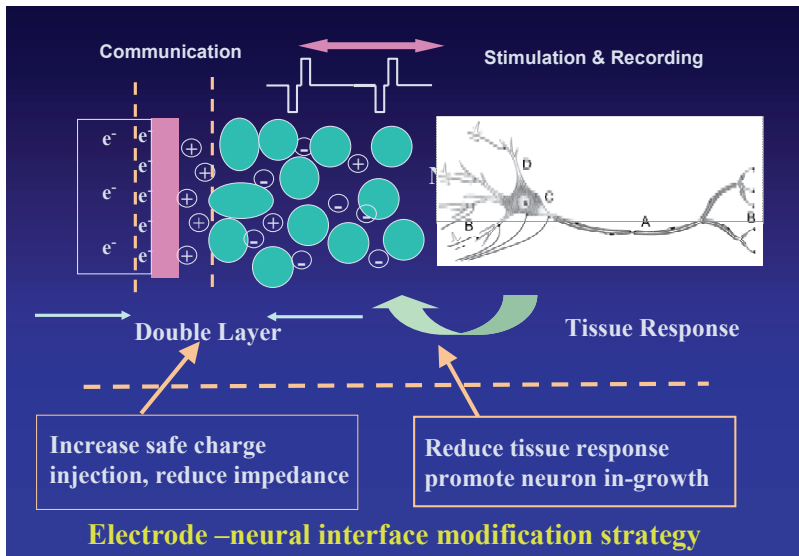 Communication
Stimulation & Recording
e- e-
e-
e- e-
e-
e- e-
+ + + + + + +
- - - - - - - -
N
D
C
A
B
B
Double Layer
Tissue Response
Increase safe charge
injection, reduce impedance
Reduce tissue response
promote neuron in-growth
Electrode –neural interface modification strategy